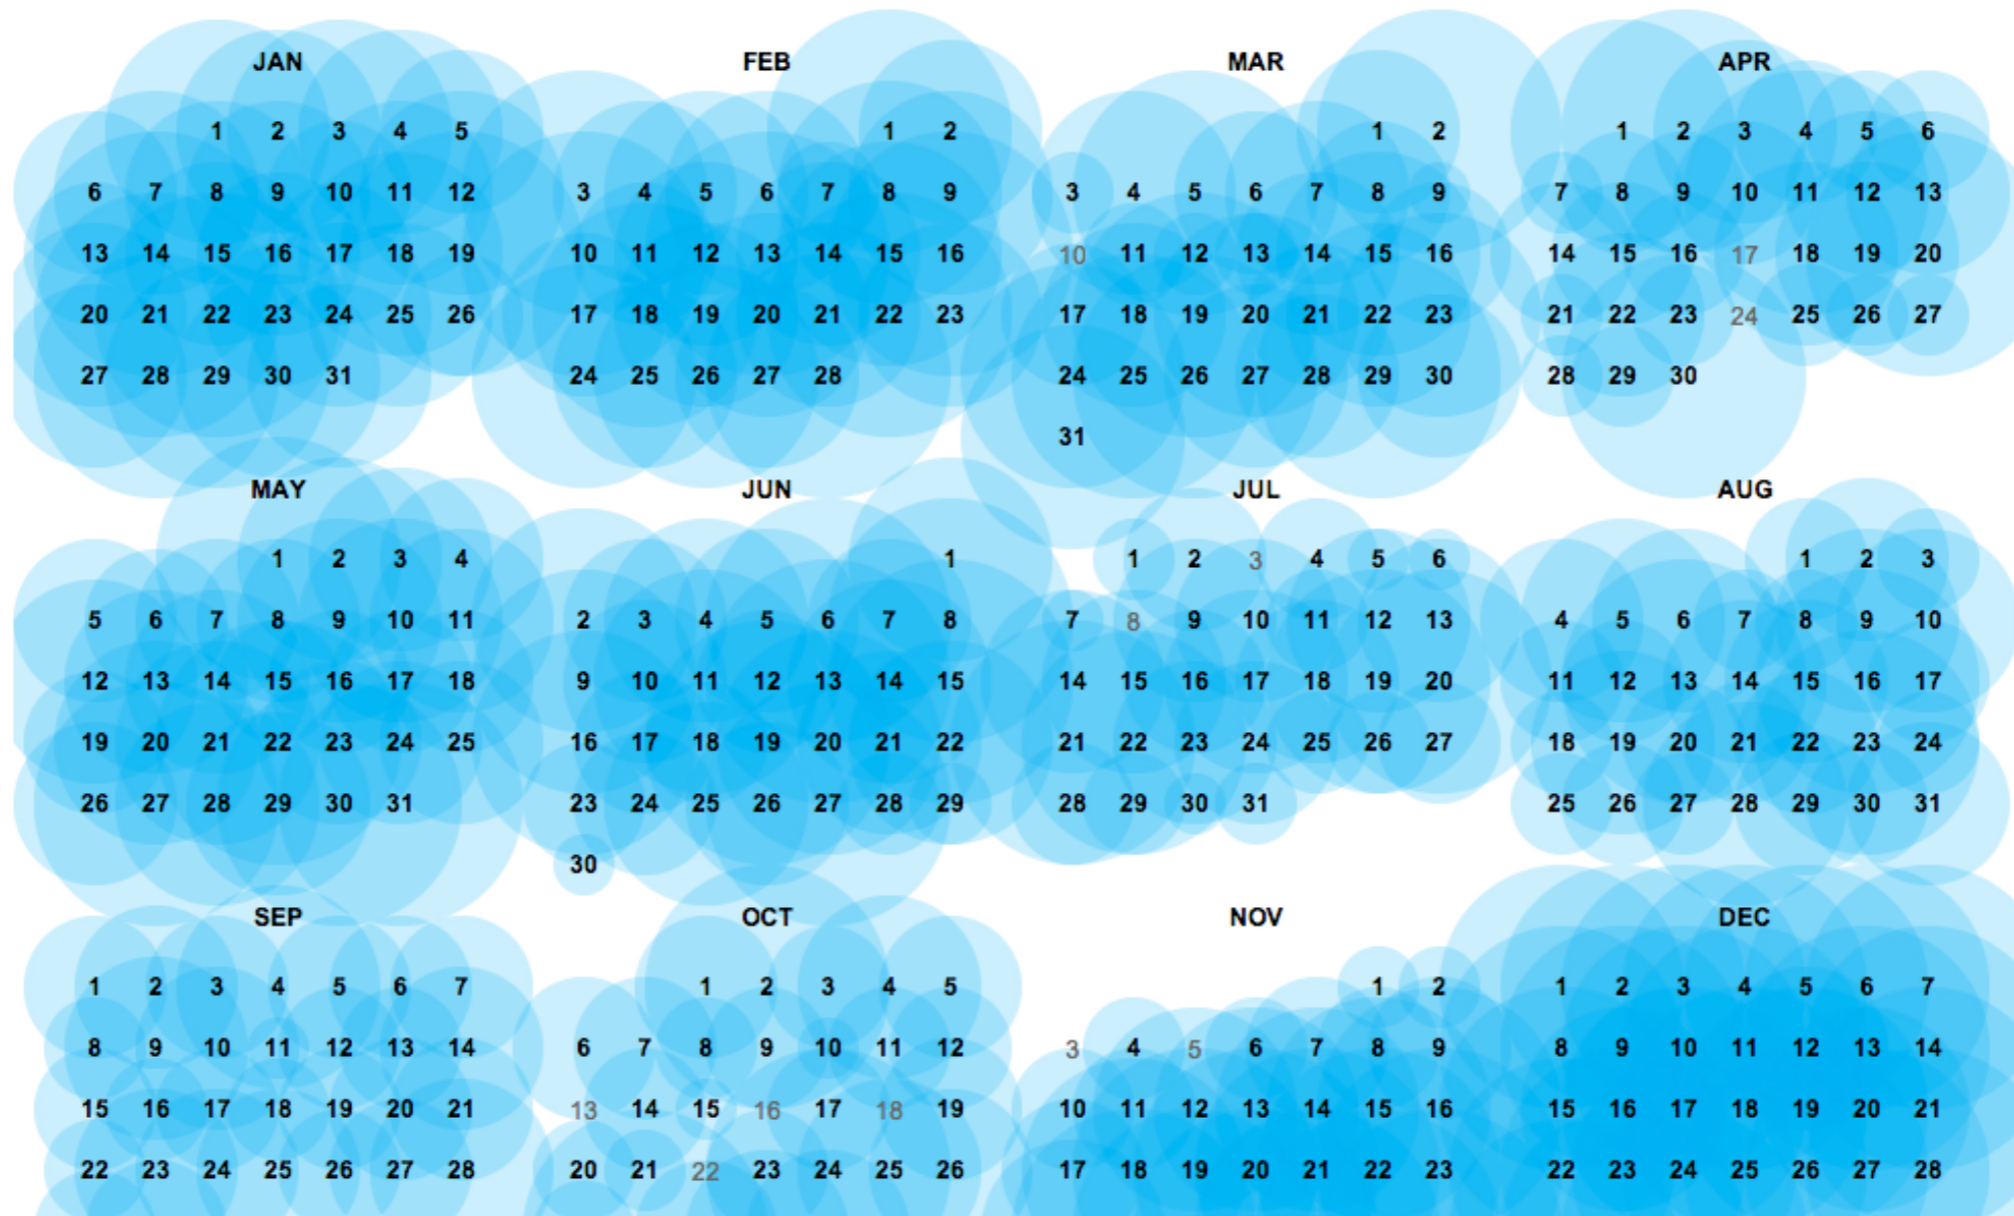 JAN FEB MAR APR
1 2 3 4 5 1 2 1 2 1 2 3 4 5 6
6 7 8 9 10 11 12 3 4 5 6 7 8 9 3 4 5 6 7 8 9 7 8 9 10 11 12 13
13 14 15 16 17 18 19 10 11 12 13 14 15 16 10 11 12 13 14 15 16 14 15 16 17 18 19 20
20 21 22 23 24 25 26 17 18 19 20 21 22 23 17 18 19 20 21 22 23 21 22 23 24 25 26 27
27 28 29 30 31 24 25 26 27 28 24 25 26 27 28 29 30 28 29 30
31
MAY JUN JUL AUG
1 2 3 4 1 1 2 3 4 5 6 1 2 3
5 6 7 8 9 10 11 2 3 4 5 6 7 8 7 8 9 10 11 12 13 4 5 6 7 8 9 10
12 13 14 15 16 17 18 9 10 11 12 13 14 15 14 15 16 17 18 19 20 11 12 13 14 15 16 17
19 20 21 22 23 24 25 16 17 18 19 20 21 22 21 22 23 24 25 26 27 18 19 20 21 22 23 24
26 27 28 29 30 31 23 24 25 26 27 28 29 28 29 30 31 25 26 27 28 29 30 31
30
SEP OCT NOV DEC
1 2 3 4 5 6 7 1 2 3 4 5 1 2 1 2 3 4 5 6 7
8 9 10 11 12 13 14 6 7 8 9 10 11 12 3 4 5 6 7 8 9 8 9 10 11 12 13 14
15 16 17 18 19 20 21 13 14 15 16 17 18 19 10 11 12 13 14 15 16 15 16 17 18 19 20 21
22 23 24 25 26 27 28 20 21 22 23 24 25 26 17 18 19 20 21 22 23 22 23 24 25 26 27 28